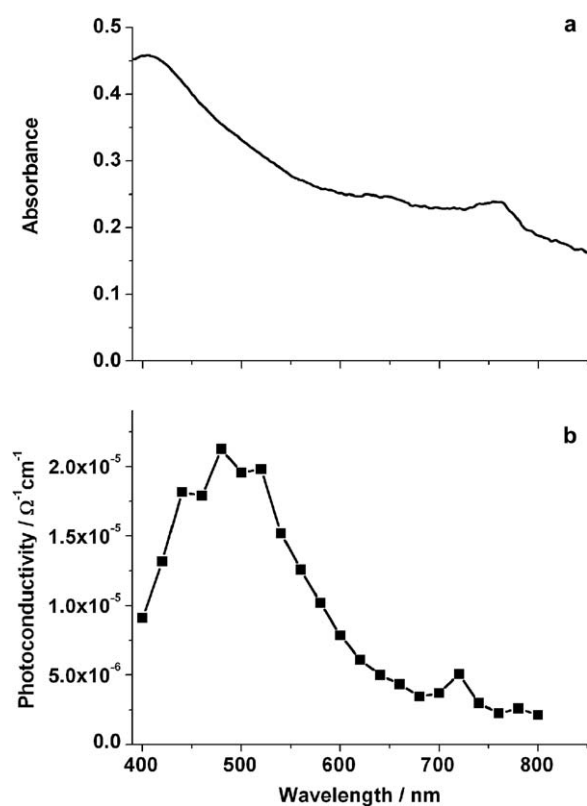 a
0.5
0.4
0.3
0.2
0.1
0.0
Absorbance
b
2.0x10⁻⁵
1.5x10⁻⁵
1.0x10⁻⁵
5.0x10⁻⁶
0.0
Photoconductivity / Ω⁻¹cm⁻¹
400 500 600 700 800
Wavelength / nm